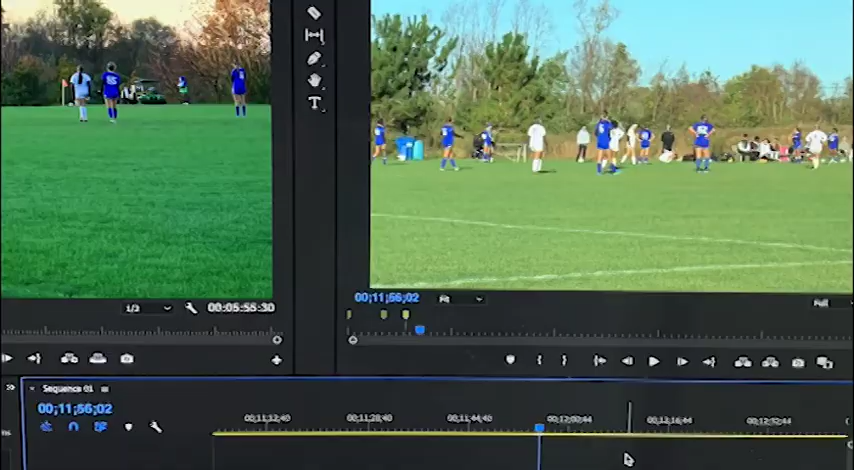 T
1/2
00:05:55:30
00;11;56;02
Fit
Full
Sequence 01
00;11;56;02
00;11;12;40
00;11;28;40
00;11;44;40
00;12;00;44
00;12;16;44
00;12;32;44